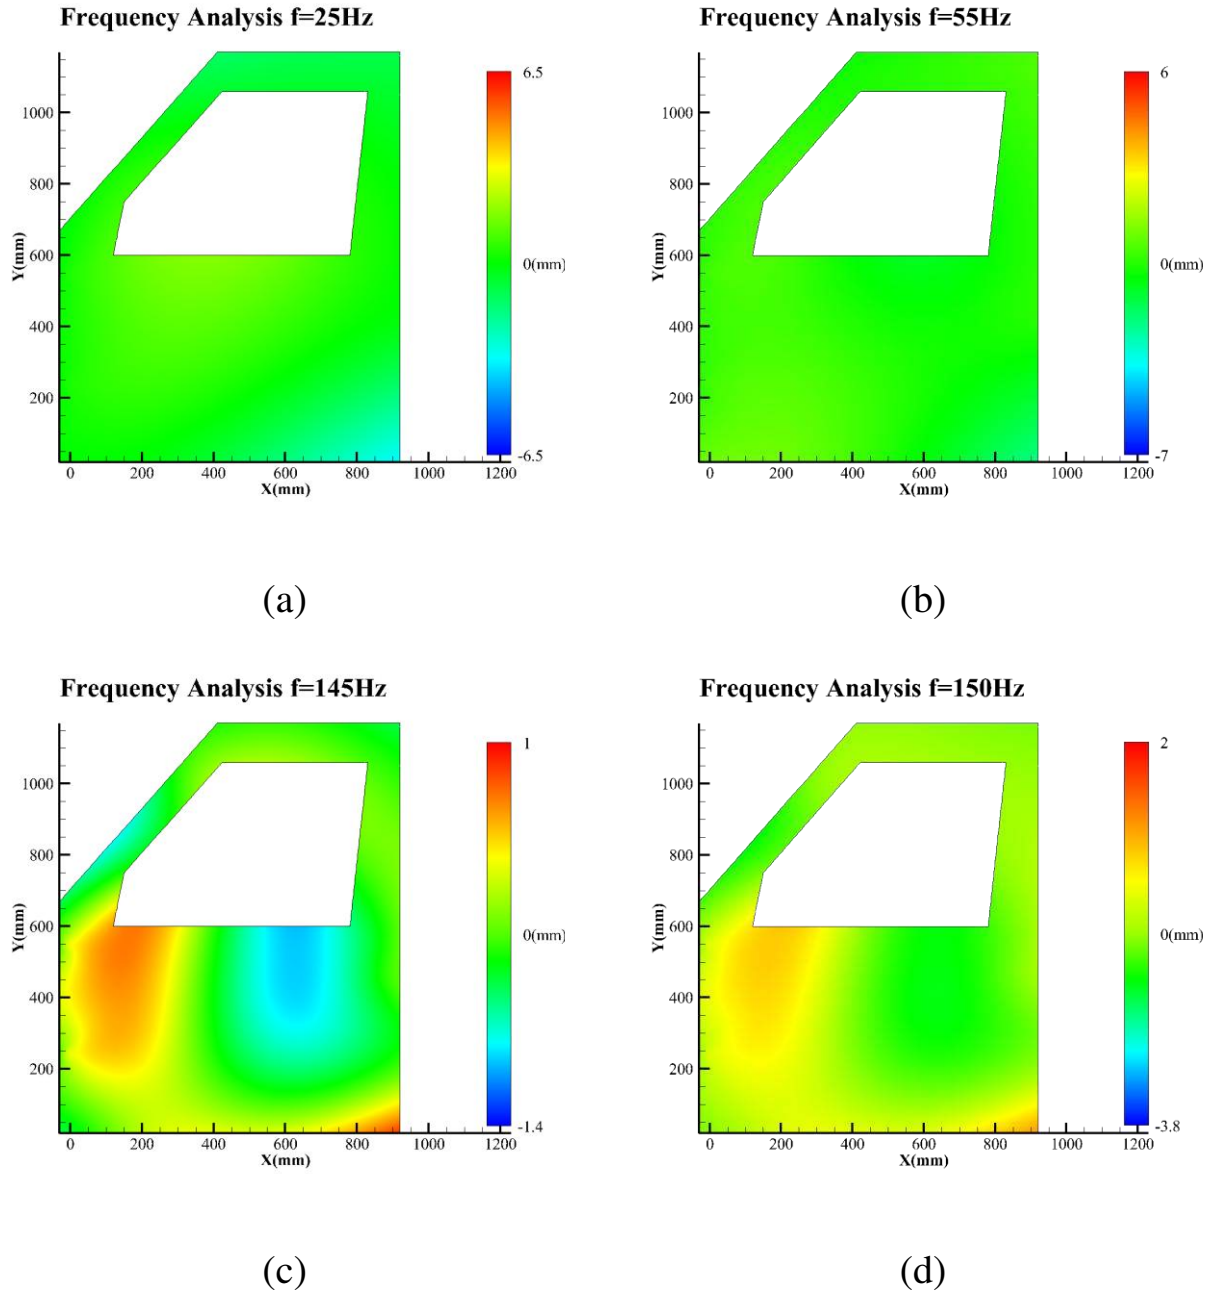 Frequency Analysis f=25Hz
6.5
0(mm)
-6.5
1000
800
600
400
200
Y(mm)
0 200 400 600 800 1000 1200
X(mm)
(a)
Frequency Analysis f=55Hz
6
0(mm)
-7
1000
800
600
400
200
Y(mm)
0 200 400 600 800 1000 1200
X(mm)
(b)
Frequency Analysis f=145Hz
1
0(mm)
-1.4
1000
800
600
400
200
Y(mm)
0 200 400 600 800 1000 1200
X(mm)
(c)
Frequency Analysis f=150Hz
2
0(mm)
-3.8
1000
800
600
400
200
Y(mm)
0 200 400 600 800 1000 1200
X(mm)
(d)